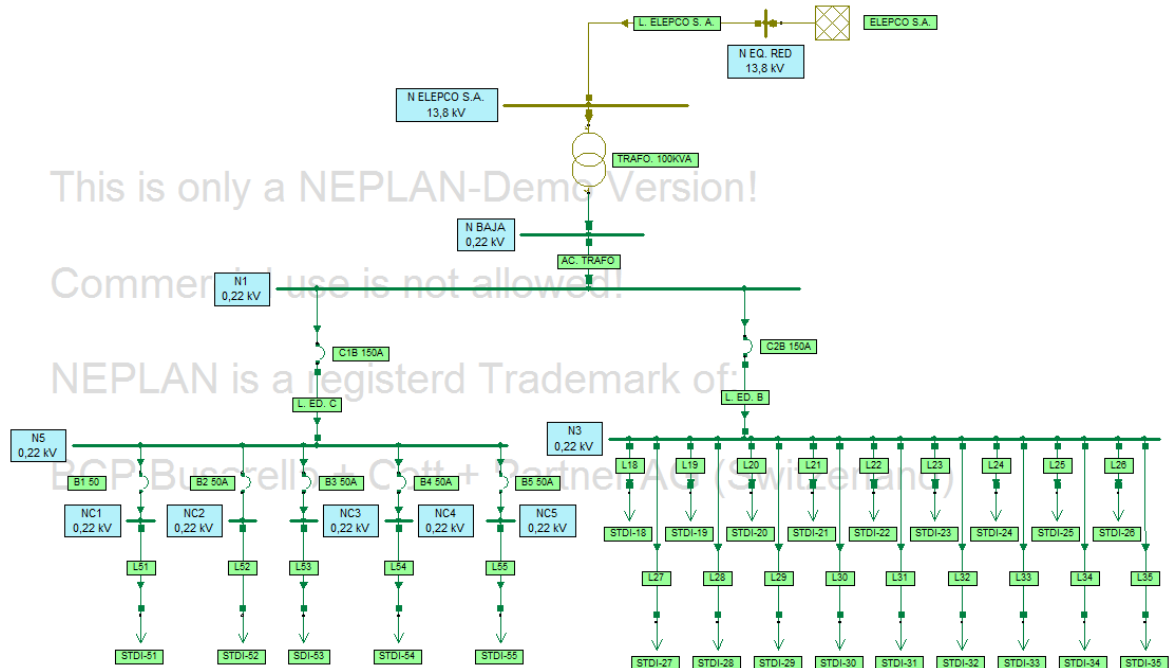 L. ELEPCO S. A.
ELEPCO S.A.
N EQ. RED
13,8 kV
N ELEPCO S.A.
13,8 kV
TRAFO. 100KVA
This is only a NEPLAN-Demo Version!
N BAJA
0,22 kV
AC. TRAFO
Commercial use is not allowed!
N1
0,22 kV
C1B 150A
C2B 150A
NEPLAN is a registerd Trademark of:
L. ED. C
L. ED. B
N5
0,22 kV
N3
0,22 kV
BCP Busarello + Cott + Partner AG (Switzerland)
L18 L19 L20 L21 L22 L23 L24 L25 L26
B1 50 B2 50A B3 50A B4 50A B5 50A
NC1
0,22 kV
NC2
0,22 kV
NC3
0,22 kV
NC4
0,22 kV
NC5
0,22 kV
STDI-18 STDI-19 STDI-20 STDI-21 STDI-22 STDI-23 STDI-24 STDI-25 STDI-26
L51 L52 L53 L54 L55
L27 L28 L29 L30 L31 L32 L33 L34 L35
STDI-51 STDI-52 SDI-53 STDI-54 STDI-55
STDI-27 STDI-28 STDI-29 STDI-30 STDI-31 STDI-32 STDI-33 STDI-34 STDI-35